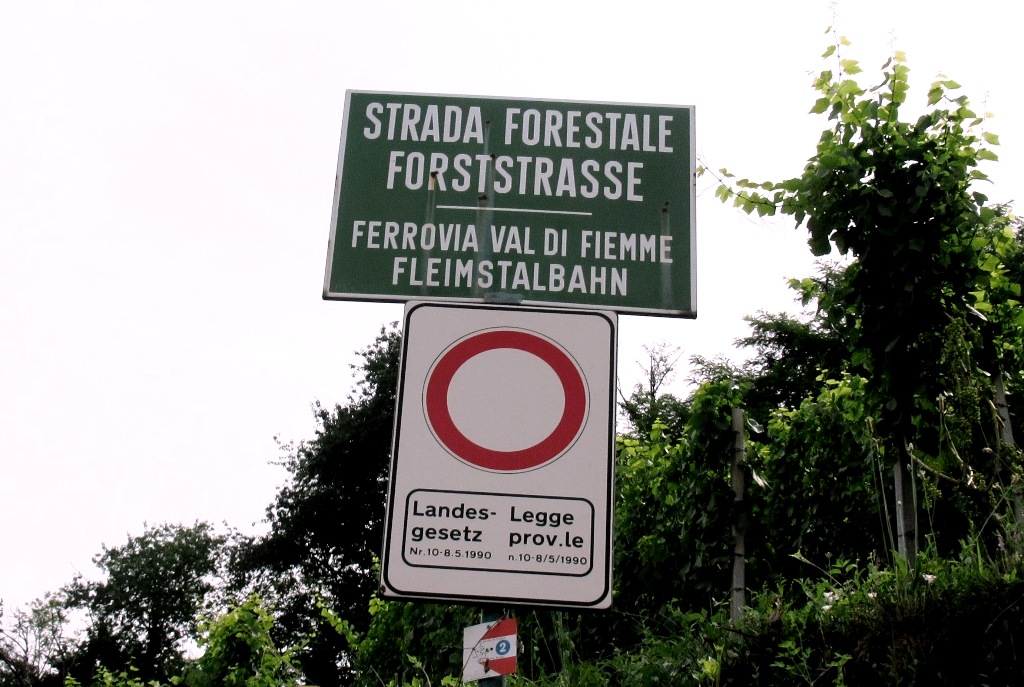 STRADA FORESTALE
FORSTSTRASSE
FERROVIA VAL DI FIEMME
FLEIMSTALBAHN
Landes-
gesetz
Nr.10-8.5.1990
Legge
prov.le
n.10-8/5/1990
2